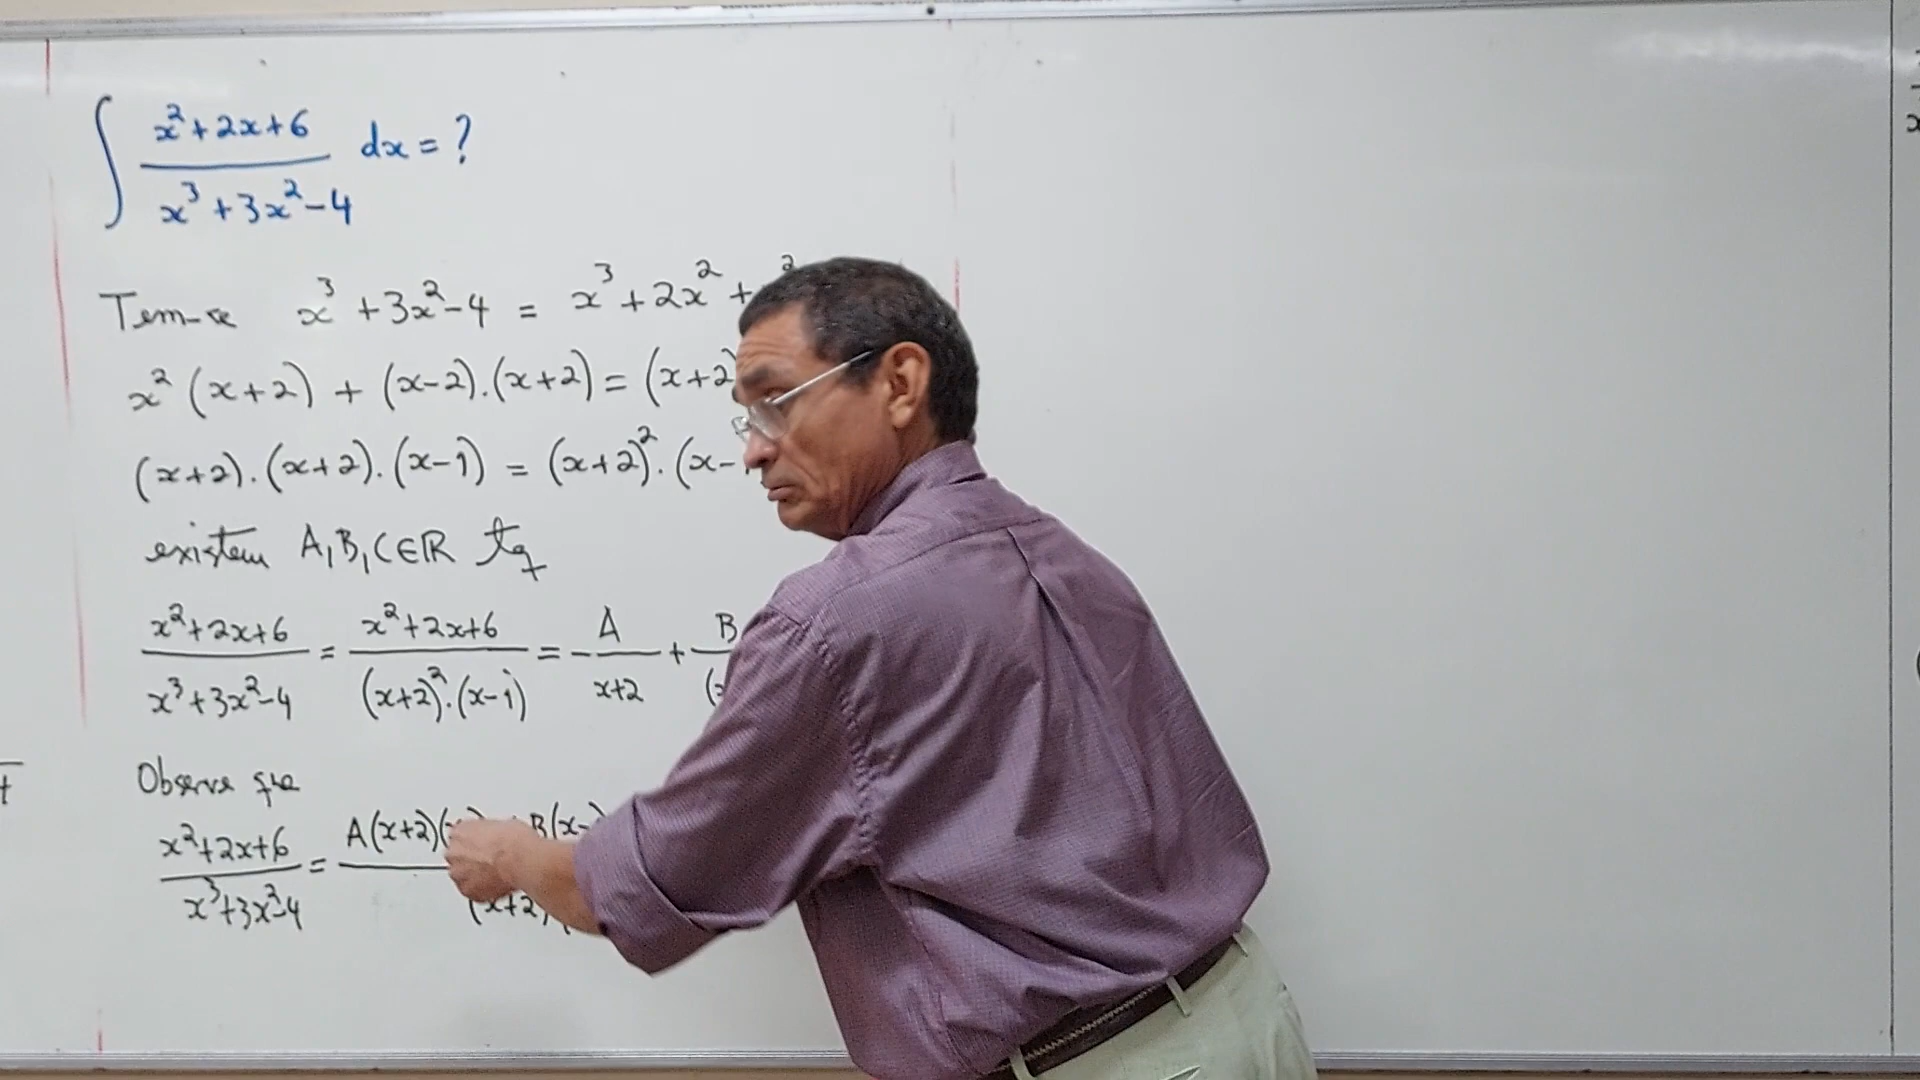 ∫ x²+2x+6 / x³+3x²-4 dx = ?
Tem-se x³+3x²-4 = x³+2x²+
x²(x+2) + (x-2).(x+2) = (x+2)
(x+2).(x+2).(x-1) = (x+2)².(x-
existem A,B,C∈ℝ tq
x²+2x+6 / x³+3x²-4 = x²+2x+6 / (x+2)².(x-1) = A / x+2 + B / (x
Observe que
x²+2x+6 / x³+3x²-4 = A(x+2)( B(x- / (x+2)